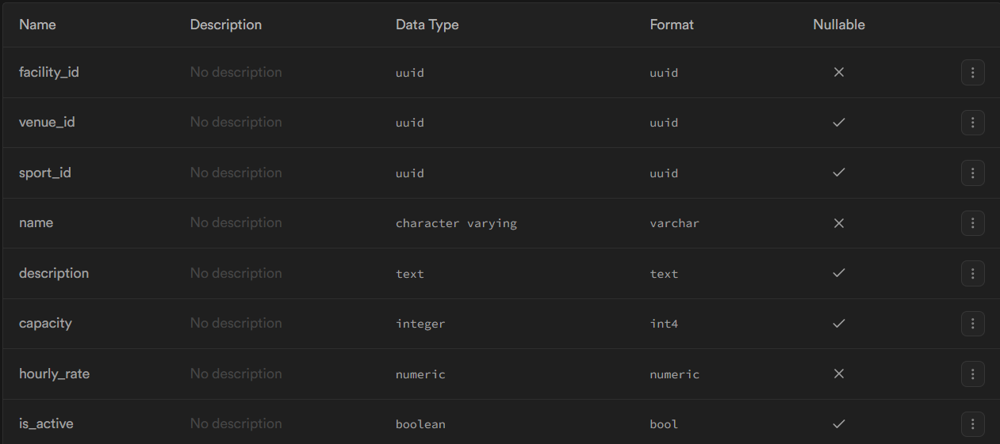 Name Description Data Type Format Nullable
facility_id No description uuid uuid
venue_id No description uuid uuid
sport_id No description uuid uuid
name No description character varying varchar
description No description text text
capacity No description integer int4
hourly_rate No description numeric numeric
is_active No description boolean bool